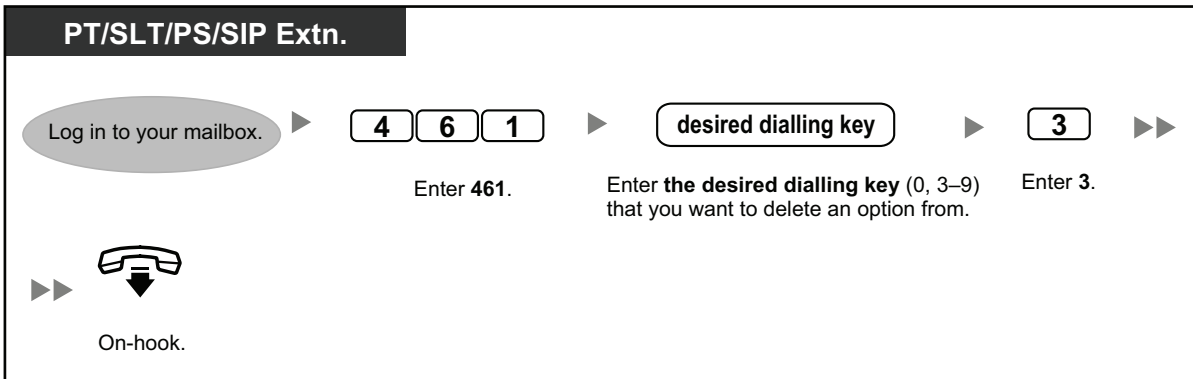 PT/SLT/PS/SIP Extn.
Log in to your mailbox.
4 6 1
Enter 461.
desired dialling key
Enter the desired dialling key (0, 3–9)
that you want to delete an option from.
3
Enter 3.
On-hook.